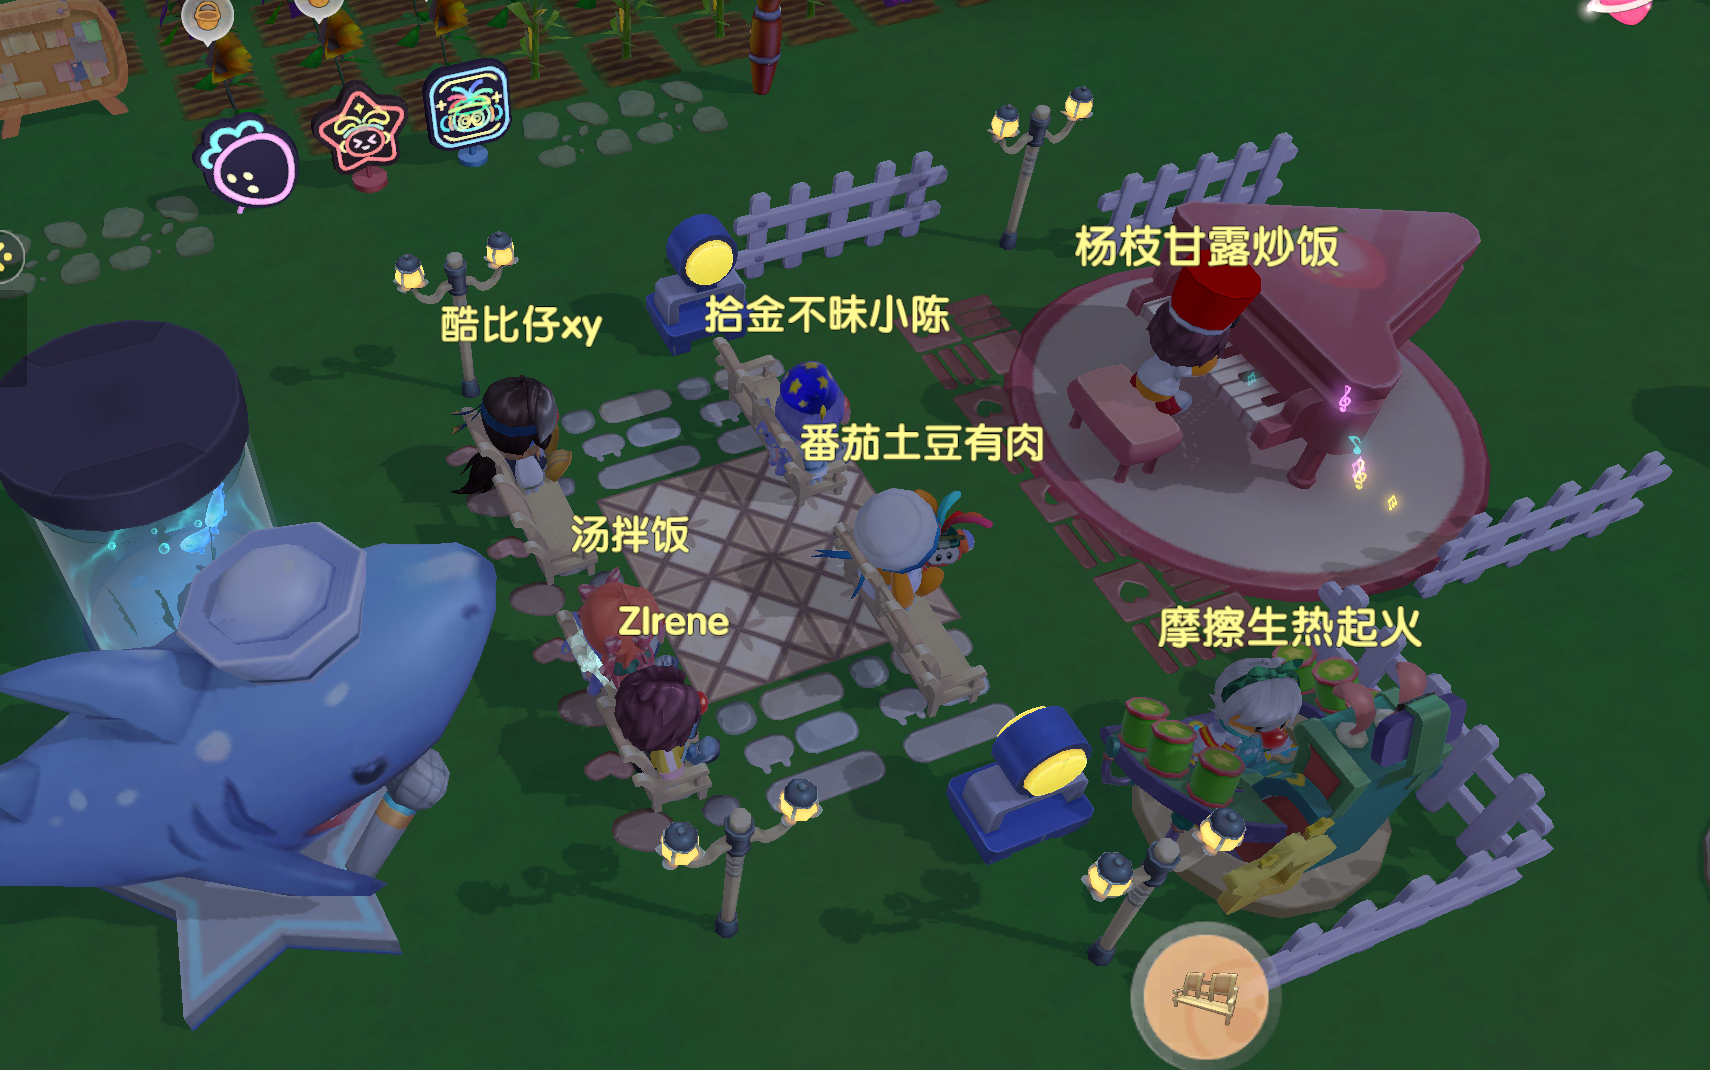 杨枝甘露炒饭
拾金不昧小陈
酷比仔xy
番茄土豆有肉
汤拌饭
ZIrene
摩擦生热起火